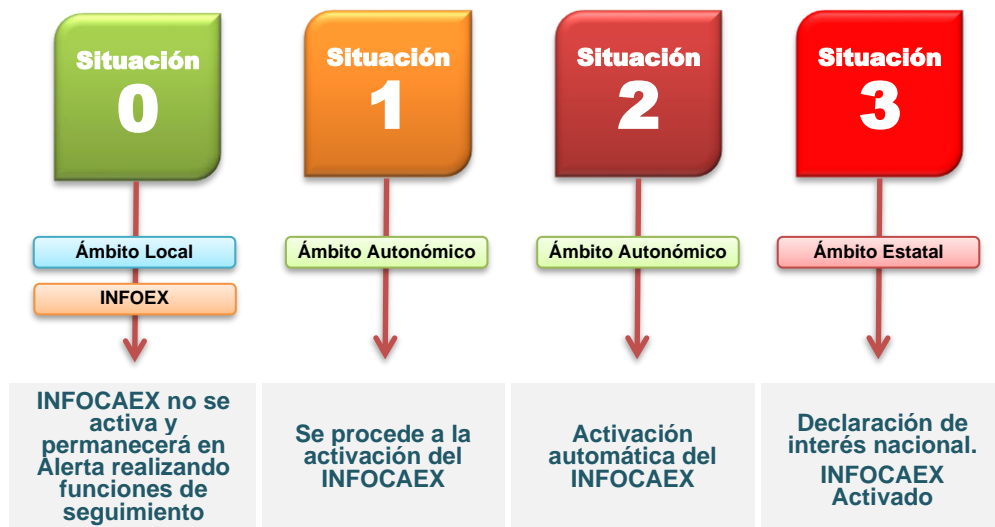 Situación
0
Ámbito Local
INFOEX
INFOCAEX no se
activa y
permanecerá en
Alerta realizando
funciones de
seguimiento
Situación
1
Ámbito Autonómico
Se procede a la
activación del
INFOCAEX
Situación
2
Ámbito Autonómico
Activación
automática del
INFOCAEX
Situación
3
Ámbito Estatal
Declaración de
interés nacional.
INFOCAEX
Activado